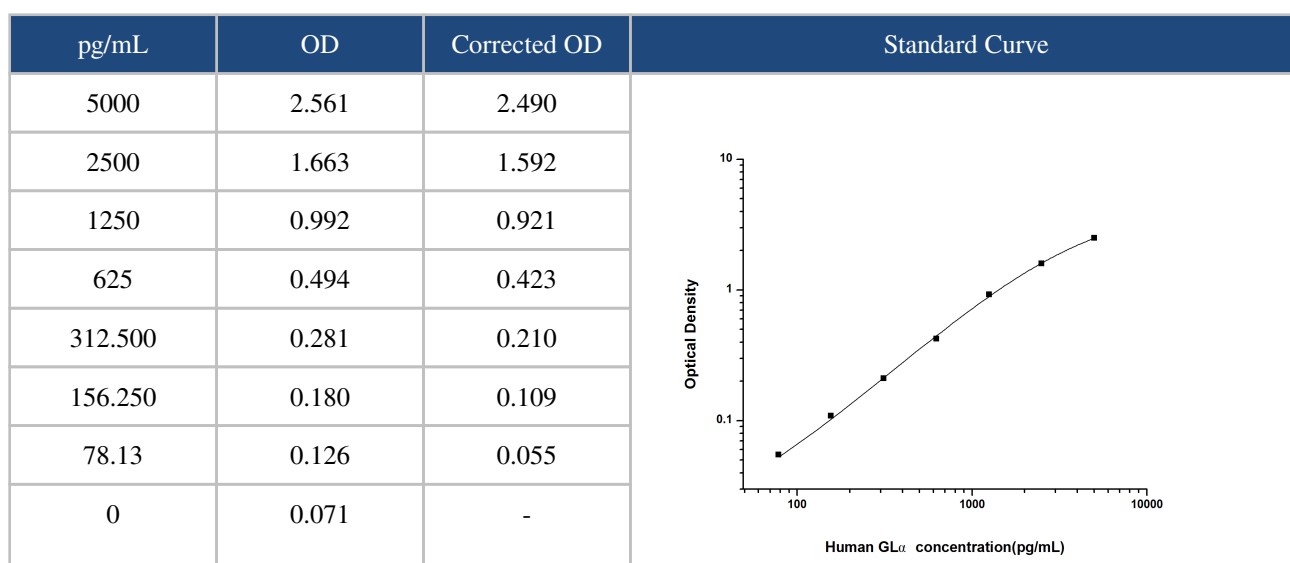 pg/mL OD Corrected OD Standard Curve
5000 2.561 2.490
2500 1.663 1.592
1250 0.992 0.921
625 0.494 0.423
312.500 0.281 0.210
156.250 0.180 0.109
78.13 0.126 0.055
0 0.071 -
10
1
0.1
Optical Density
100 1000 10000
Human GLα concentration(pg/mL)